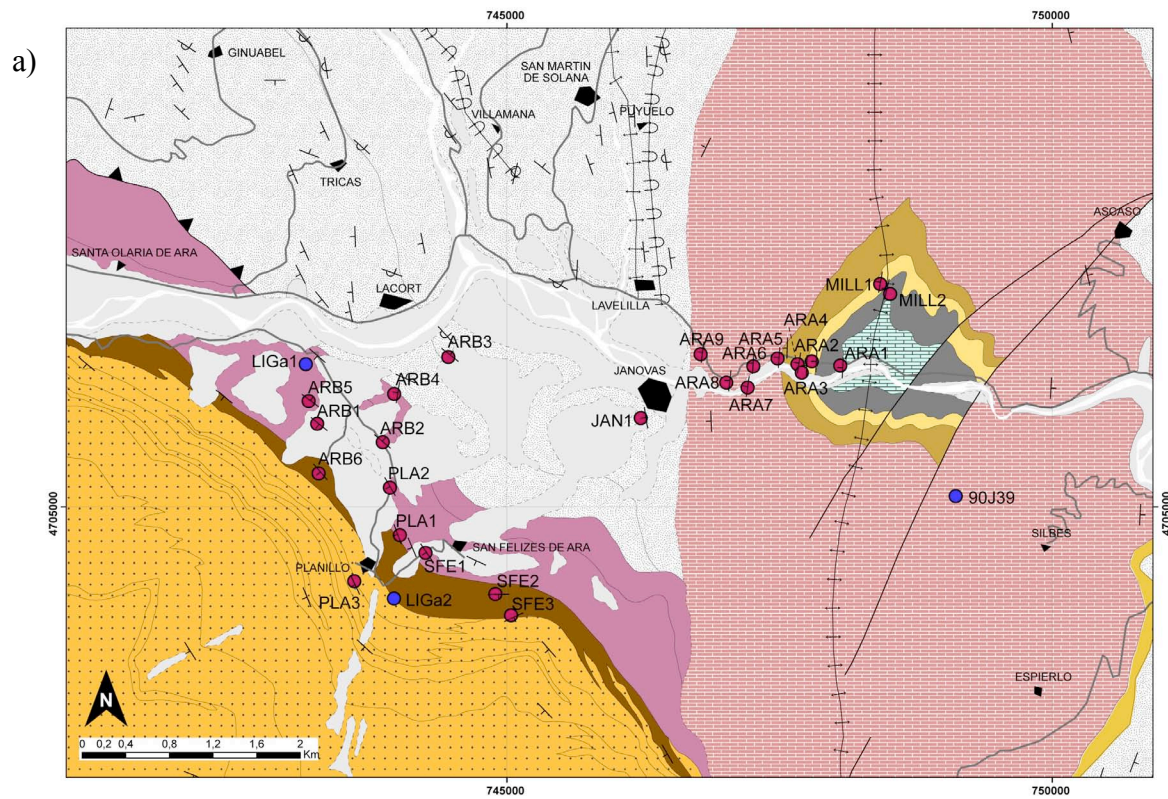 745000
750000
a)
GINUABEL
SAN MARTIN
DE SOLANA
VILLAMANA
PUYUELO
TRICAS
ASCASO
SANTA OLARIA DE ARA
LACORT
LAVELILLA
MILL1
MILL2
ARB3
ARA9
ARA5
ARA4
ARA6
ARA2
ARA1
LIGa1
JANOVAS
ARA8
ARA3
ARA7
ARB4
ARB5
ARB1
JAN1
ARB2
ARB6
PLA2
90J39
4705000
4705000
PLA1
SILBES
SAN FELIZES DE ARA
SFE1
PLANILLO
PLA3
LIGa2
SFE2
SFE3
ESPIERLO
N
0 0,2 0,4 0,8 1,2 1,6 2
Km
745000
750000